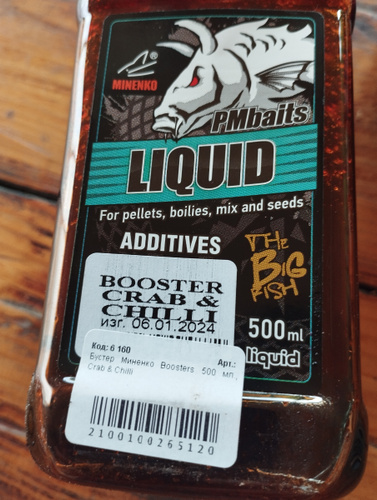 MINENKO
PMbaits
LIQUID
For pellets, boilies, mix and seeds
ADDITIVES
THE
BIG
FISH
BOOSTER
CRAB &
CHILLI
изг. 06.01.2024
500 ml
liquid
Код: 6 160 Арт.:
Бустер Миненко Boosters 500 мл,
Crab & Chilli
2100100265120